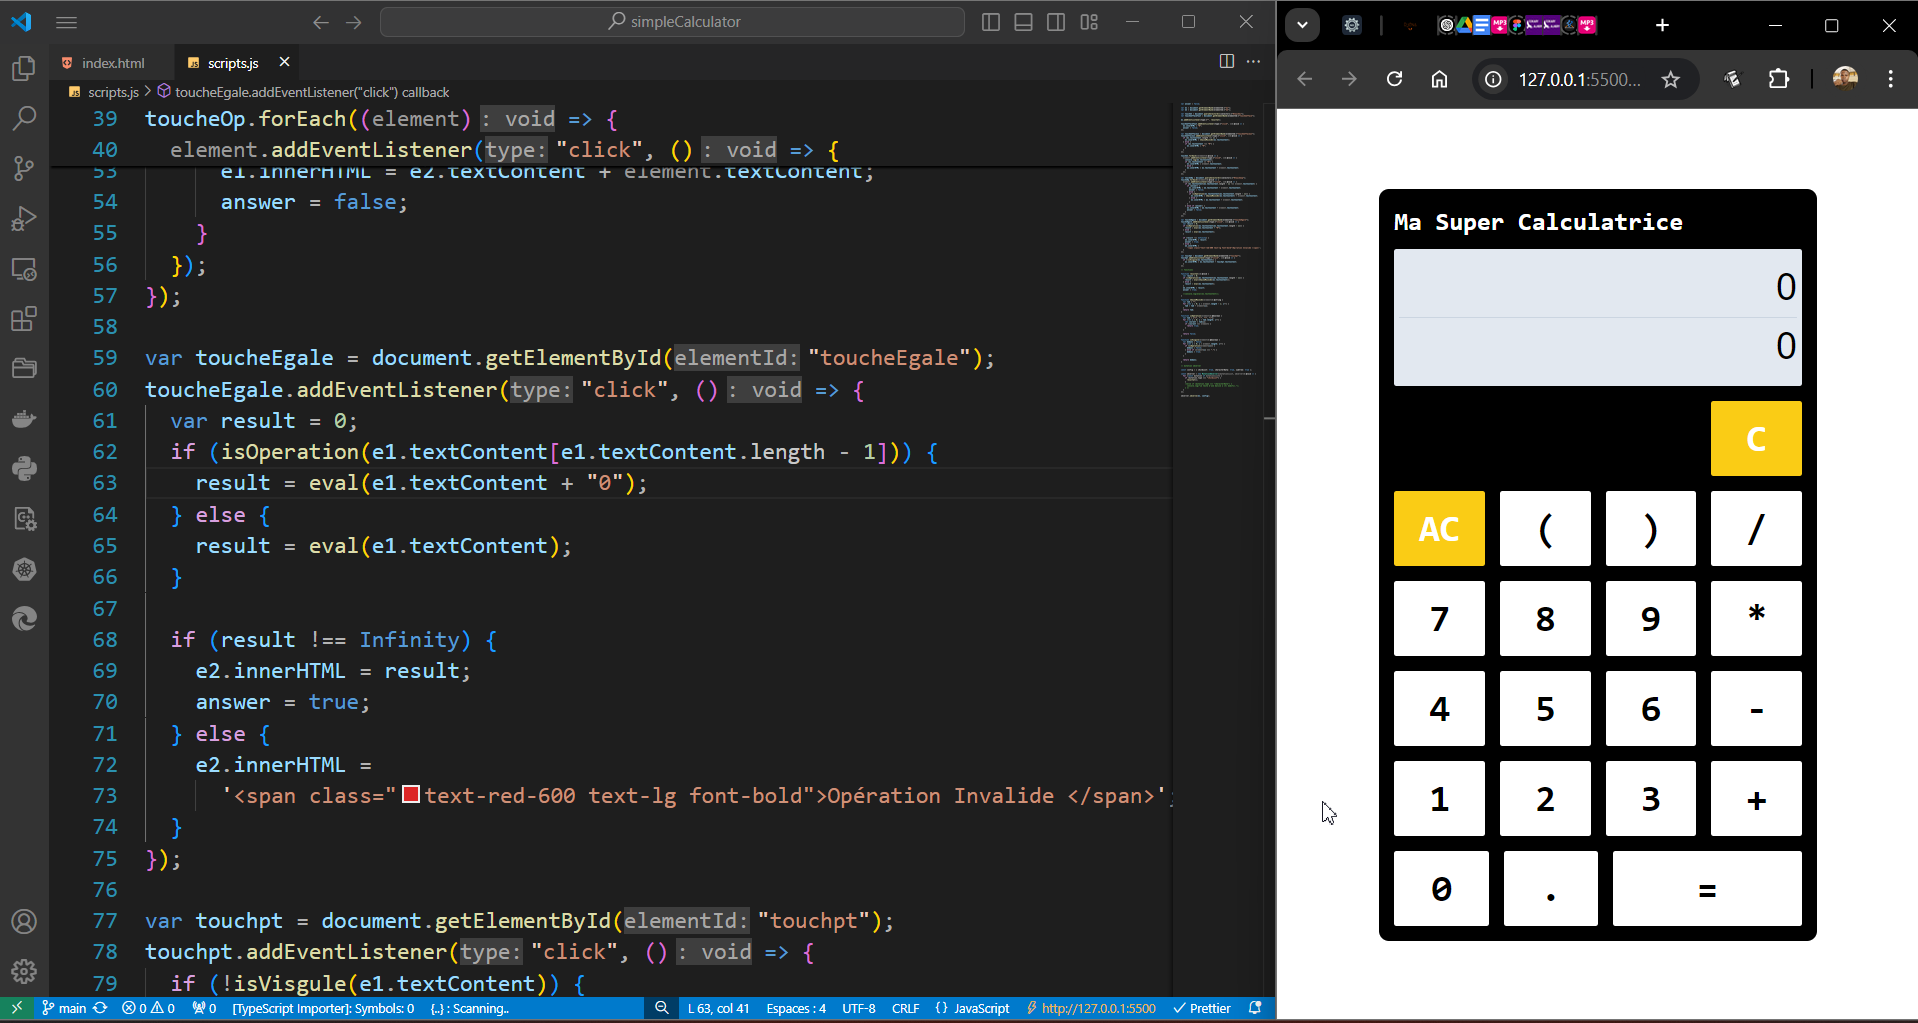 simpleCalculator
index.html
JS scripts.js
JS scripts.js > toucheEgale.addEventListener("click") callback
39 toucheOp.forEach((element) : void => {
40 element.addEventListener(type: "click", () : void => {
53 e1.innerHTML = e2.textContent + element.textContent;
54 answer = false;
55 }
56 });
57 });
58
59 var toucheEgale = document.getElementById(elementId: "toucheEgale");
60 toucheEgale.addEventListener(type: "click", () : void => {
61 var result = 0;
62 if (isOperation(e1.textContent[e1.textContent.length - 1])) {
63 result = eval(e1.textContent + "0");
64 } else {
65 result = eval(e1.textContent);
66 }
67
68 if (result !== Infinity) {
69 e2.innerHTML = result;
70 answer = true;
71 } else {
72 e2.innerHTML =
73 '<span class="text-red-600 text-lg font-bold">Opération Invalide </span>';
74 }
75 });
76
77 var touchpt = document.getElementById(elementId: "touchpt");
78 touchpt.addEventListener(type: "click", () : void => {
79 if (!isVisgule(e1.textContent)) {
main 0 0 0 [TypeScript Importer]: Symbols: 0 {..} : Scanning.. L 63, col 41 Espaces : 4 UTF-8 CRLF {} JavaScript http://127.0.0.1:5500 Prettier
MP3 MP3
127.0.0.1:5500...
Ma Super Calculatrice
0
0
C
AC ( ) /
7 8 9 *
4 5 6 -
1 2 3 +
0 . =